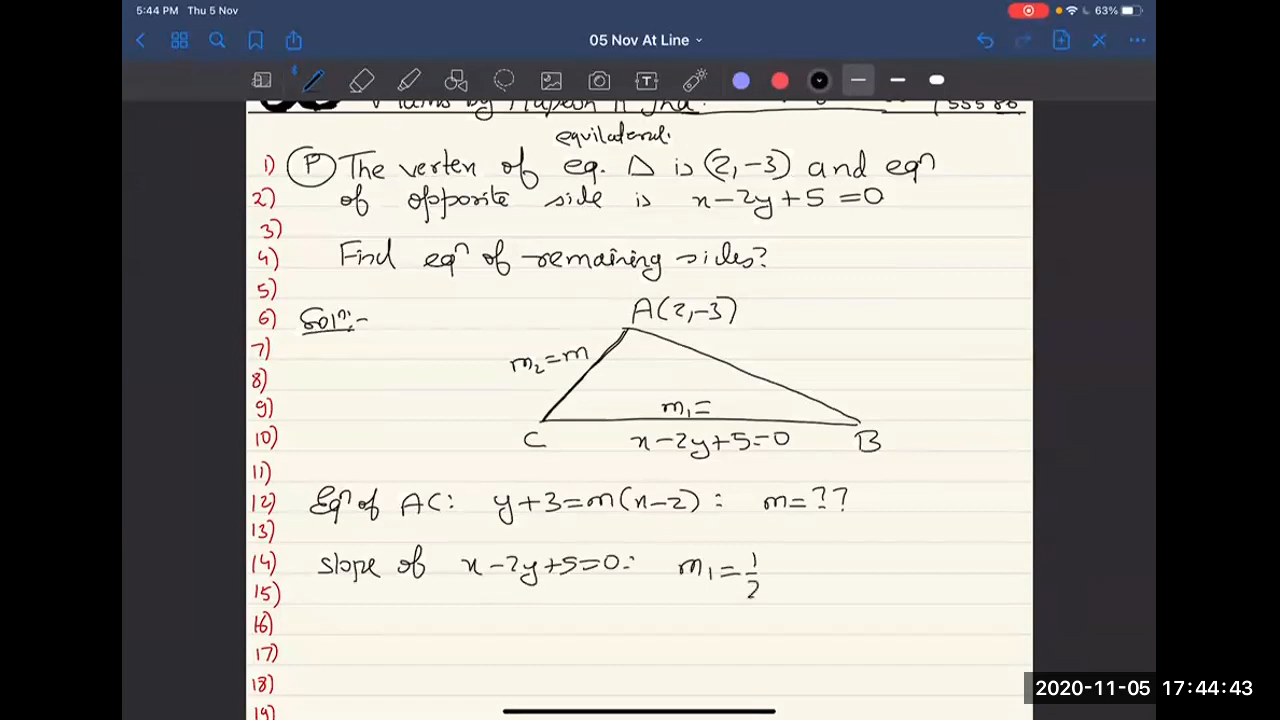 5:44 PM Thu 5 Nov
63%
05 Nov At Line
by Rupesh K Jha.
equilateral.
1) (P) The vertex of eq. Δ is (2, -3) and eqⁿ
2) of opposite side is x - 2y + 5 = 0
3)
4) Find eqⁿ of remaining sides?
5)
6) Solⁿ:-
A(2, -3)
7)
m₂ = m
8)
9) m₁ =
10) C x - 2y + 5 = 0 B
11)
12) Eqⁿ of AC: y + 3 = m(x - 2) : m = ??
13)
14) slope of x - 2y + 5 = 0: m₁ = 1/2
15)
16)
17)
18)
19)
2020-11-05 17:44:43